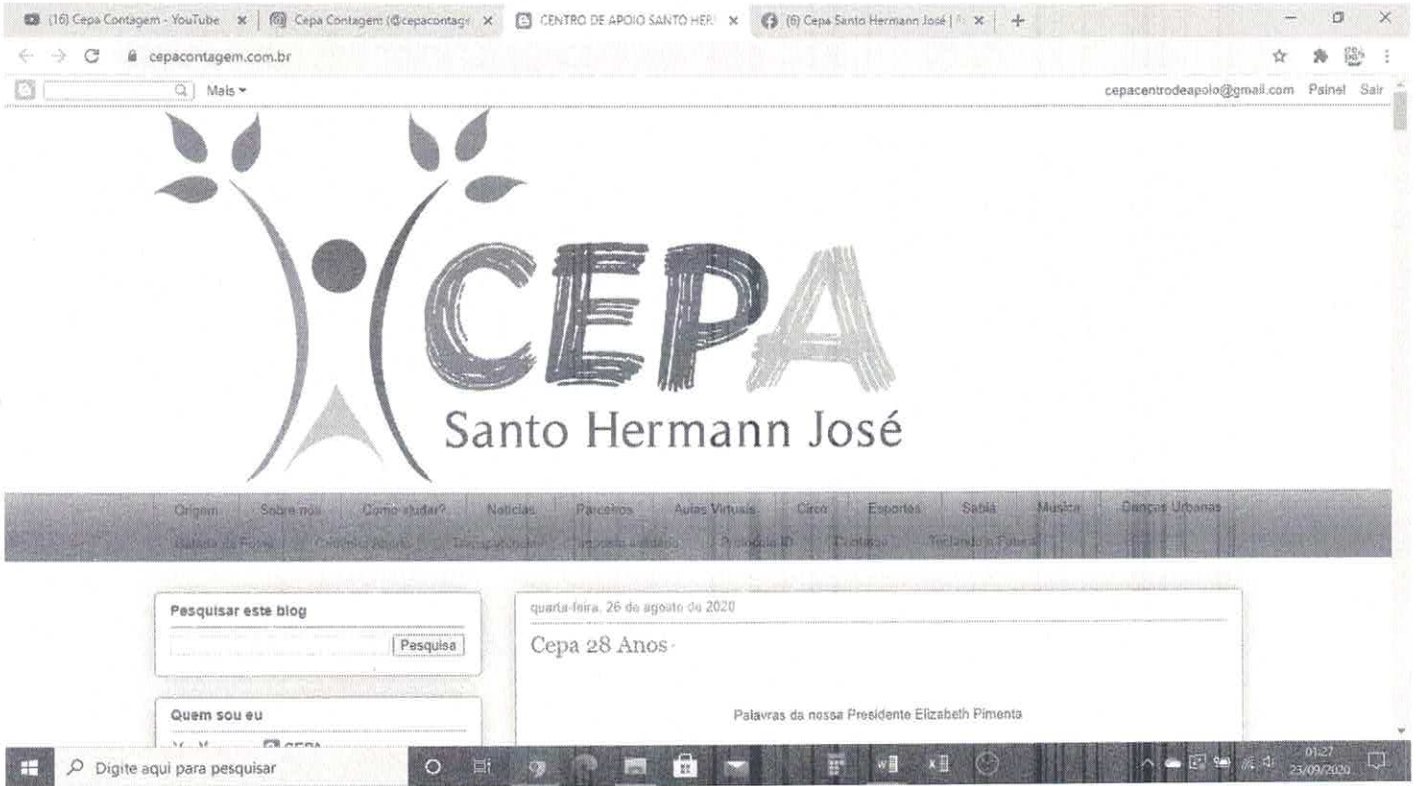 (16) Cepa Contagem - YouTube
Cepa Contagem (@cepacontage
CENTRO DE APOIO SANTO HER
(6) Cepa Santo Hermann José |
cepacontagem.com.br
Mais
cepacentrodeapoio@gmail.com Painel Sair
CEPA
Santo Hermann José
Origem Sobre nós Como ajudar? Notícias Parceiros Aulas Virtuais Circo Esportes Sabiá Música Danças Urbanas
Pesquisar este blog
Pesquisa
quarta-feira, 26 de agosto de 2020
Cepa 28 Anos -
Palavras da nossa Presidente Elizabeth Pimenta
Quem sou eu
CEPA
Digite aqui para pesquisar
01:27
23/09/2020